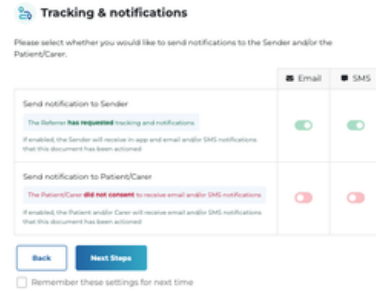 Tracking & notifications
Please select whether you would like to send notifications to the Sender and/or the
Patient/Carer.
Email SMS
Send notification to Sender
The Referrer has requested tracking and notifications
If enabled, the Sender will receive in-app and email and/or SMS notifications
that this document has been actioned
Send notification to Patient/Carer
The Patient/Carer did not consent to receive email and/or SMS notifications
If enabled, the Patient and/or Carer will receive email and/or SMS notifications
that this document has been actioned
Back Next Steps
Remember these settings for next time